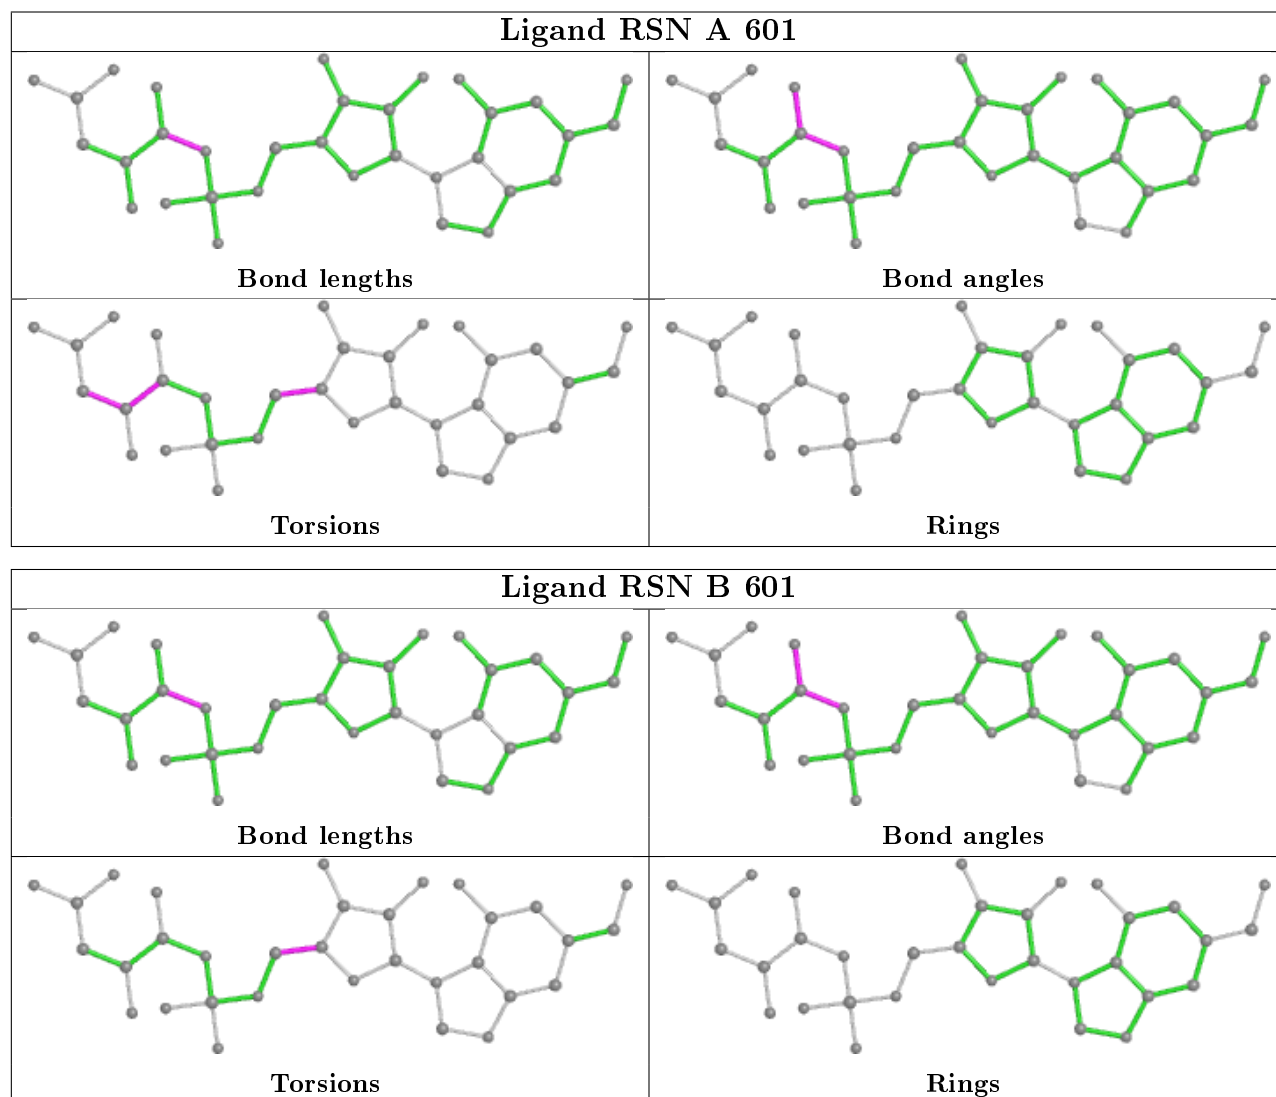 Ligand RSN A 601
Bond lengths
Bond angles
Torsions
Rings
Ligand RSN B 601
Bond lengths
Bond angles
Torsions
Rings